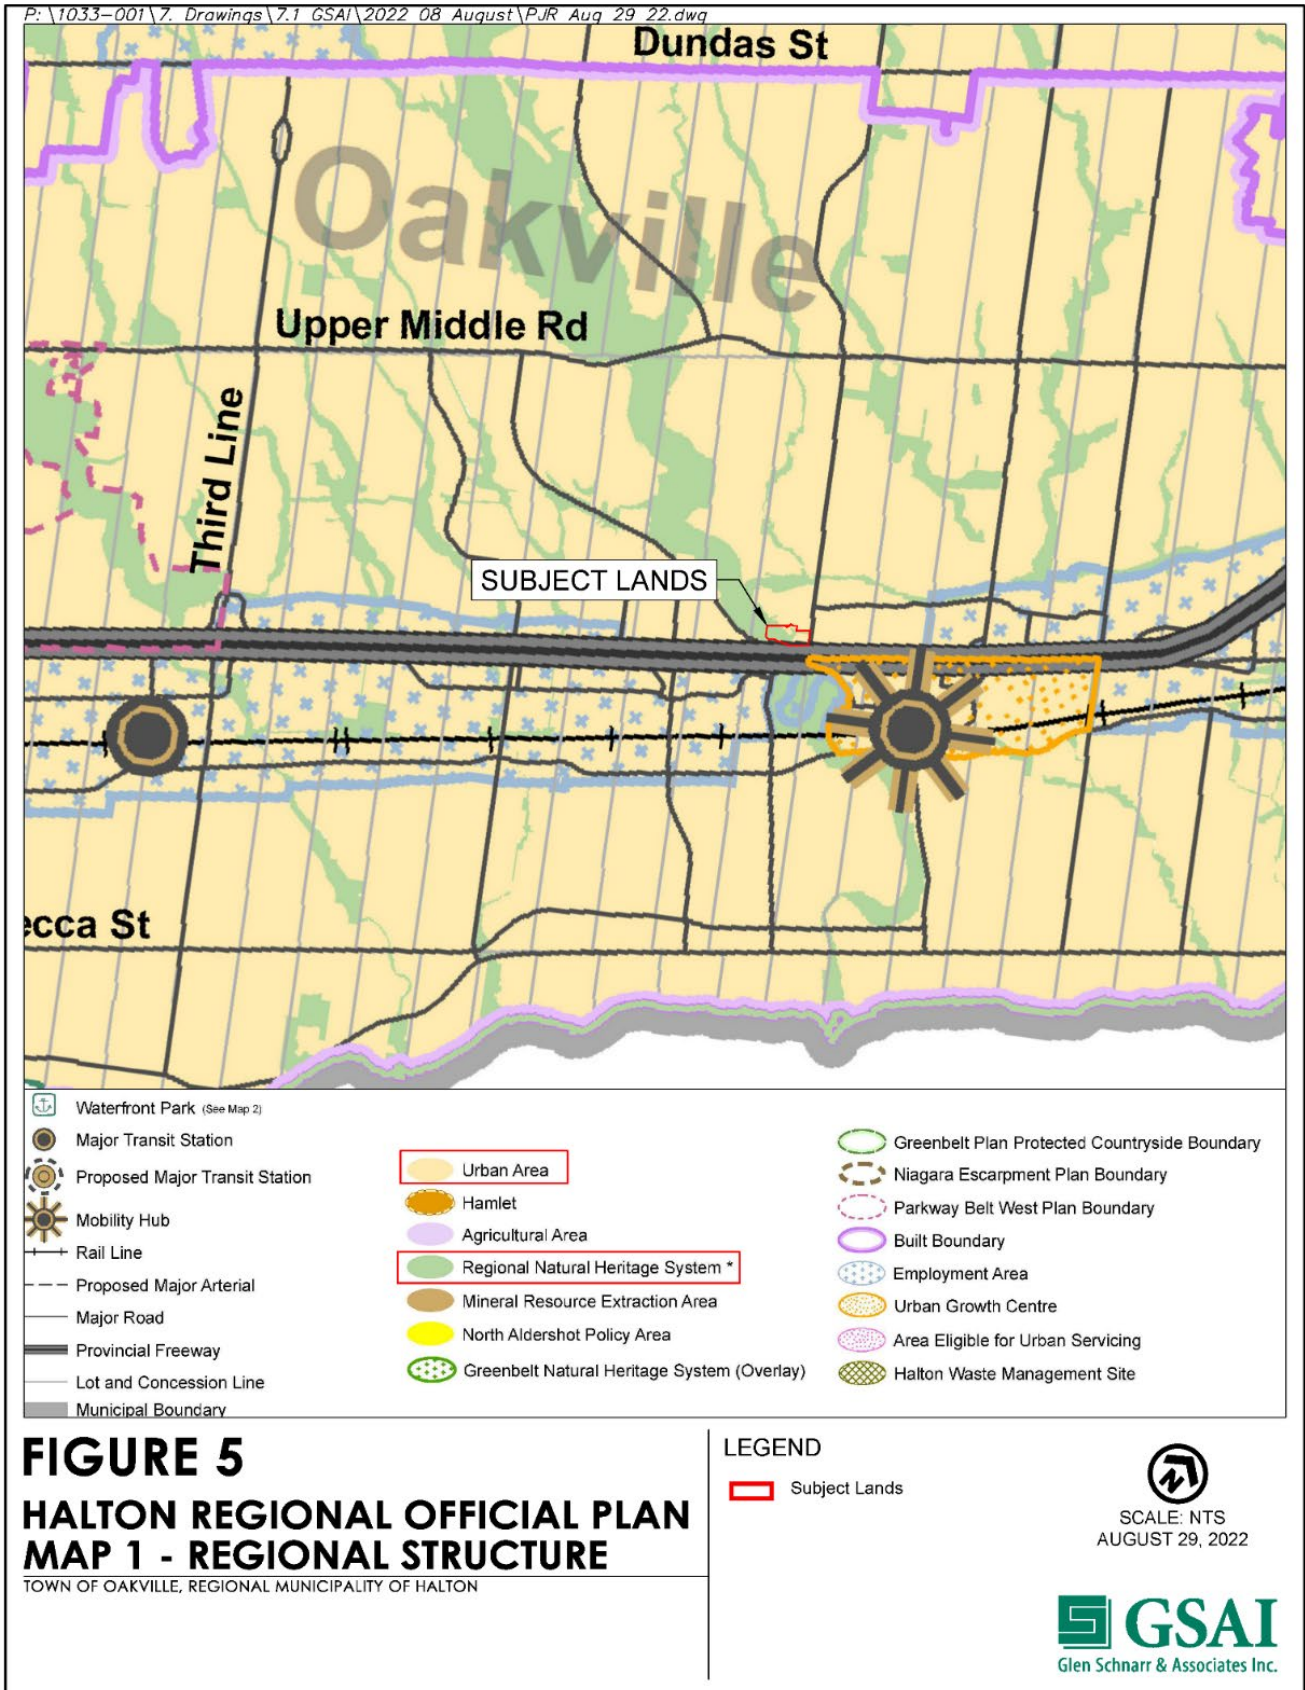 P: \1033-001\7. Drawings\7.1 GSAI\2022 08 August\PJR Aug 29 22.dwg
Dundas St
Oakville
Upper Middle Rd
Third Line
SUBJECT LANDS
ecca St
Waterfront Park (See Map 2)
Major Transit Station
Proposed Major Transit Station
Mobility Hub
Rail Line
Proposed Major Arterial
Major Road
Provincial Freeway
Lot and Concession Line
Municipal Boundary
Urban Area
Hamlet
Agricultural Area
Regional Natural Heritage System *
Mineral Resource Extraction Area
North Aldershot Policy Area
Greenbelt Natural Heritage System (Overlay)
Greenbelt Plan Protected Countryside Boundary
Niagara Escarpment Plan Boundary
Parkway Belt West Plan Boundary
Built Boundary
Employment Area
Urban Growth Centre
Area Eligible for Urban Servicing
Halton Waste Management Site
FIGURE 5
HALTON REGIONAL OFFICIAL PLAN
MAP 1 - REGIONAL STRUCTURE
TOWN OF OAKVILLE, REGIONAL MUNICIPALITY OF HALTON
LEGEND
Subject Lands
N
SCALE: NTS
AUGUST 29, 2022
GSAI
Glen Schnarr & Associates Inc.